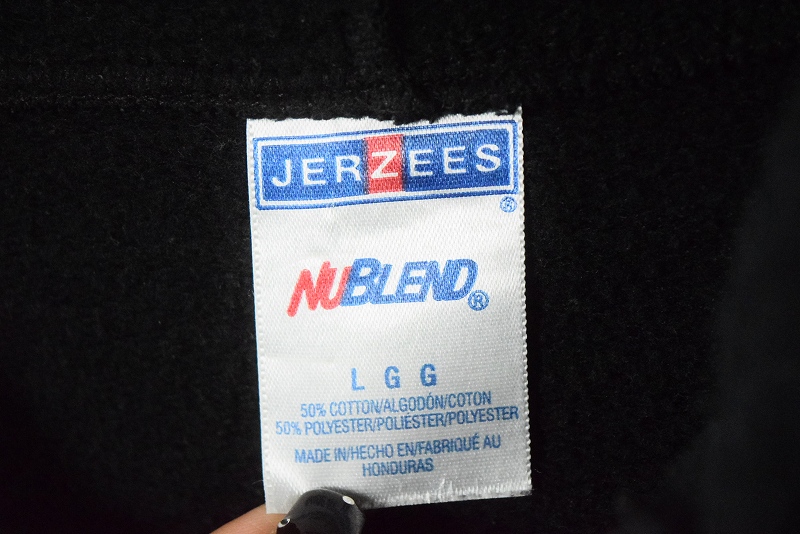 JERZEES
®
NUBLEND®
L G G
50% COTTON/ALGODÓN/COTON
50% POLYESTER/POLIÉSTER/POLYESTER
MADE IN/HECHO EN/FABRIQUÉ AU
HONDURAS